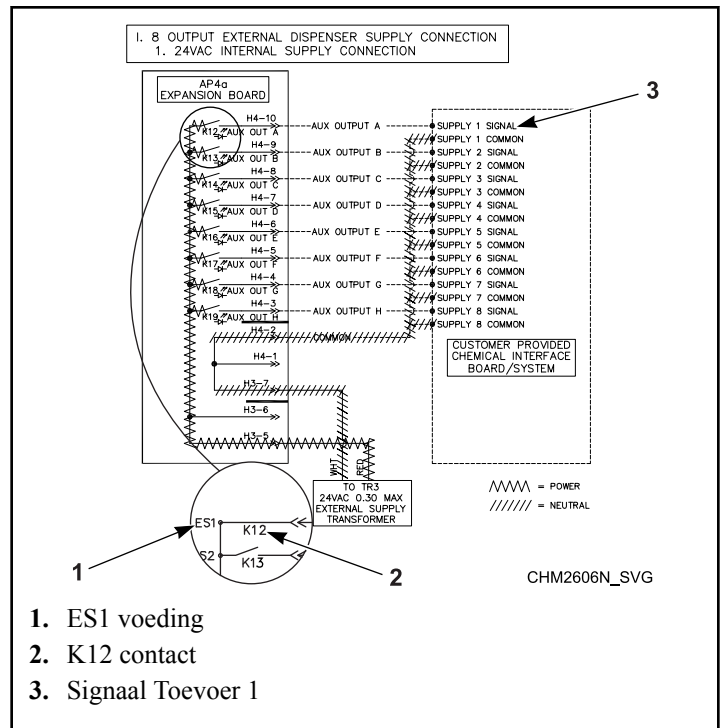 I. 8 OUTPUT EXTERNAL DISPENSER SUPPLY CONNECTION
1. 24VAC INTERNAL SUPPLY CONNECTION
AP4a
EXPANSION BOARD
3
H4-10
K12 AUX OUT A
AUX OUTPUT A
SUPPLY 1 SIGNAL
SUPPLY 1 COMMON
H4-9
K13 AUX OUT B
AUX OUTPUT B
SUPPLY 2 SIGNAL
SUPPLY 2 COMMON
H4-8
K14 AUX OUT C
AUX OUTPUT C
SUPPLY 3 SIGNAL
SUPPLY 3 COMMON
H4-7
K15 AUX OUT D
AUX OUTPUT D
SUPPLY 4 SIGNAL
SUPPLY 4 COMMON
H4-6
K16 AUX OUT E
AUX OUTPUT E
SUPPLY 5 SIGNAL
SUPPLY 5 COMMON
H4-5
K17 AUX OUT F
AUX OUTPUT F
SUPPLY 6 SIGNAL
SUPPLY 6 COMMON
H4-4
K18 AUX OUT G
AUX OUTPUT G
SUPPLY 7 SIGNAL
SUPPLY 7 COMMON
H4-3
K19 AUX OUT H
AUX OUTPUT H
SUPPLY 8 SIGNAL
SUPPLY 8 COMMON
H4-2
COMMON
H4-1
H3-7
H3-6
H3-5
CUSTOMER PROVIDED
CHEMICAL INTERFACE
BOARD/SYSTEM
WHT
RED
TO TR3
24VAC 0.30 MAX
EXTERNAL SUPPLY
TRANSFORMER
= POWER
= NEUTRAL
ES1
K12
S2
K13
1
2
CHM2606N_SVG
1. ES1 voeding
2. K12 contact
3. Signaal Toevoer 1